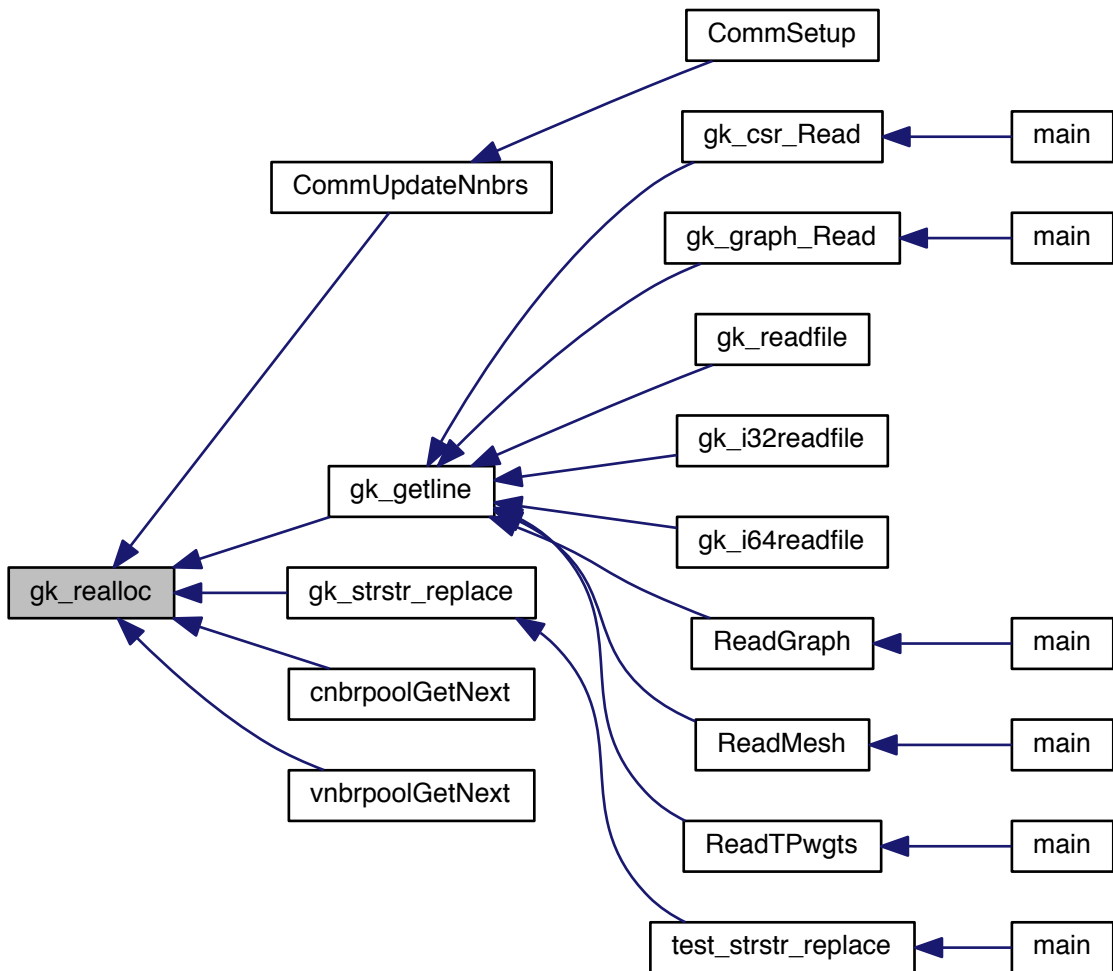 CommSetup
gk_csr_Read
main
CommUpdateNnbrs
gk_graph_Read
main
gk_readfile
gk_i32readfile
gk_getline
gk_i64readfile
gk_realloc
gk_strstr_replace
ReadGraph
main
cnbrpoolGetNext
ReadMesh
main
vnbrpoolGetNext
ReadTPwgts
main
test_strstr_replace
main